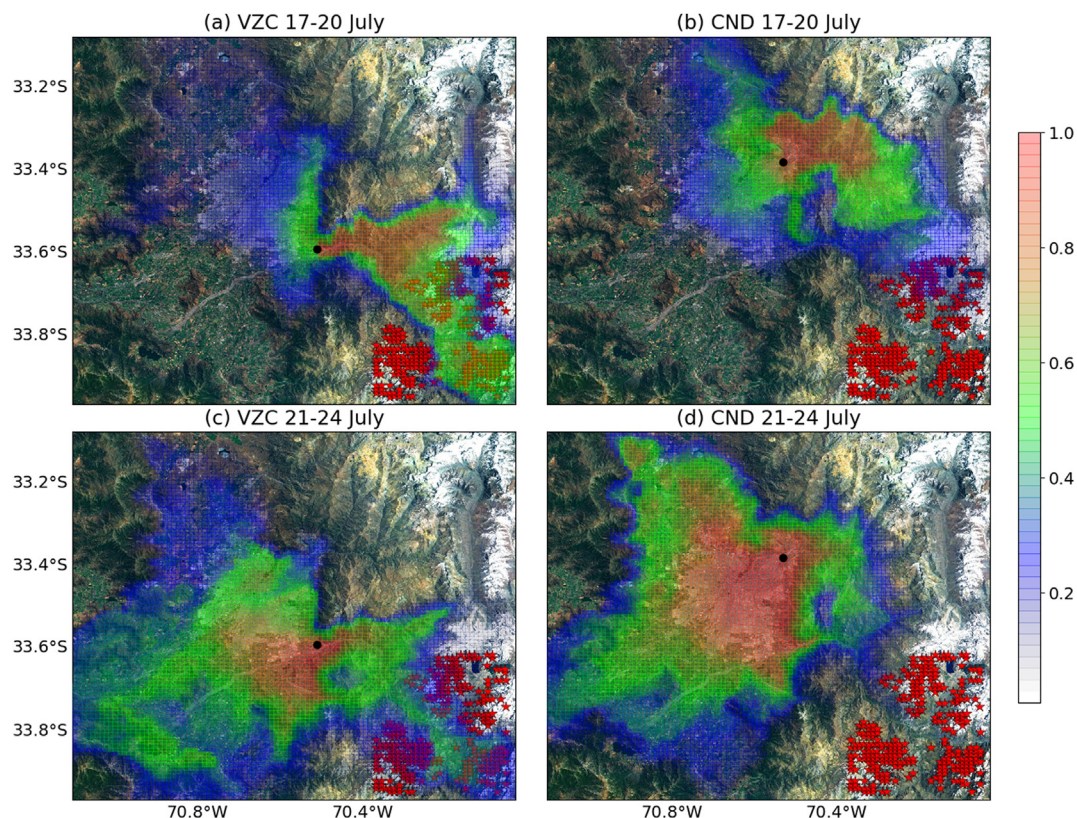 (a) VZC 17-20 July
(b) CND 17-20 July
33.2°S
33.4°S
33.6°S
33.8°S
1.0
0.8
0.6
0.4
0.2
(c) VZC 21-24 July
(d) CND 21-24 July
33.2°S
33.4°S
33.6°S
33.8°S
70.8°W
70.4°W
70.8°W
70.4°W